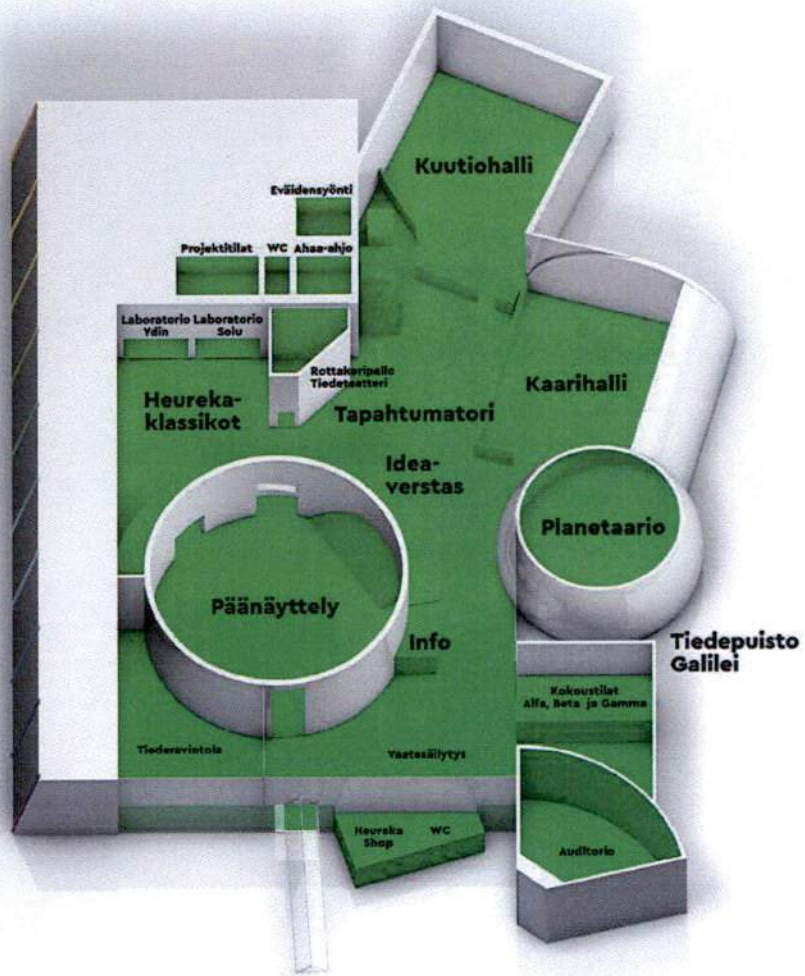 Kuutiohalli
Eväidensyönti
Projektitilat WC Ahaa-ahjo
Laboratorio Laboratorio
Ydin Solu
Rottakoripallo
Tiedeteatteri
Heureka-
klassikot
Tapahtumatori
Kaarihalli
Idea-
verstas
Planetaario
Päänäyttely
Info
Tiedepuisto
Galilei
Kokoustilat
Alfa, Beta ja Gamma
Tiederavintola
Vaatesäilytys
Heureka
Shop
WC
Auditorio